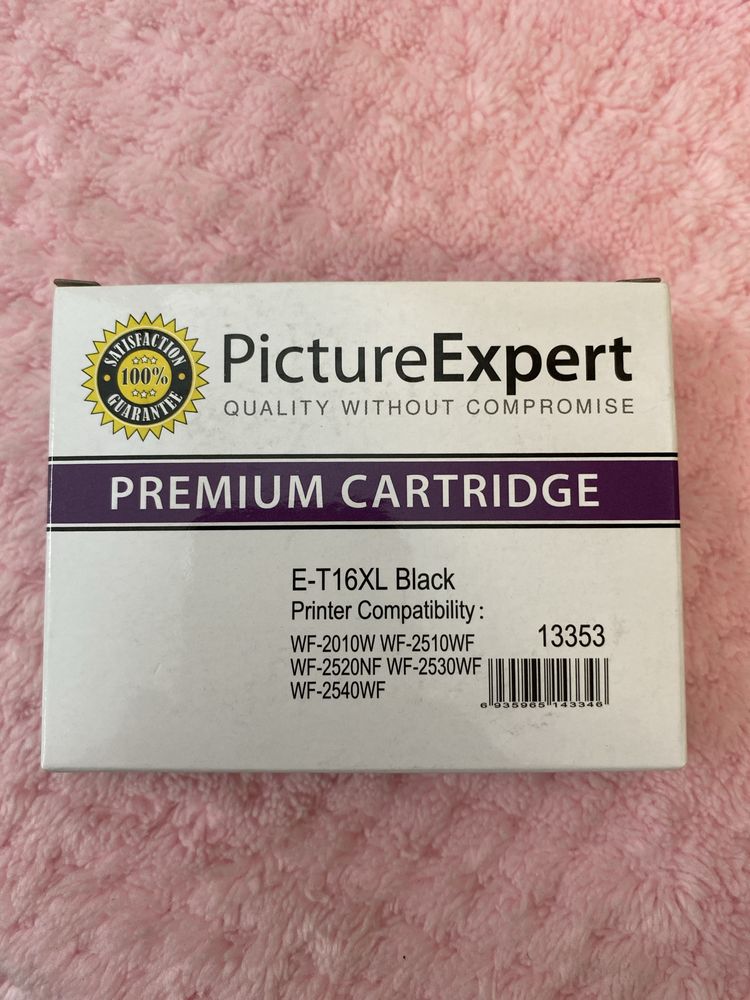 SATISFACTION
100%
GUARANTEE
PictureExpert
QUALITY WITHOUT COMPROMISE
PREMIUM CARTRIDGE
E-T16XL Black
Printer Compatibility :
WF-2010W WF-2510WF
WF-2520NF WF-2530WF
WF-2540WF
13353
6 935965 143346